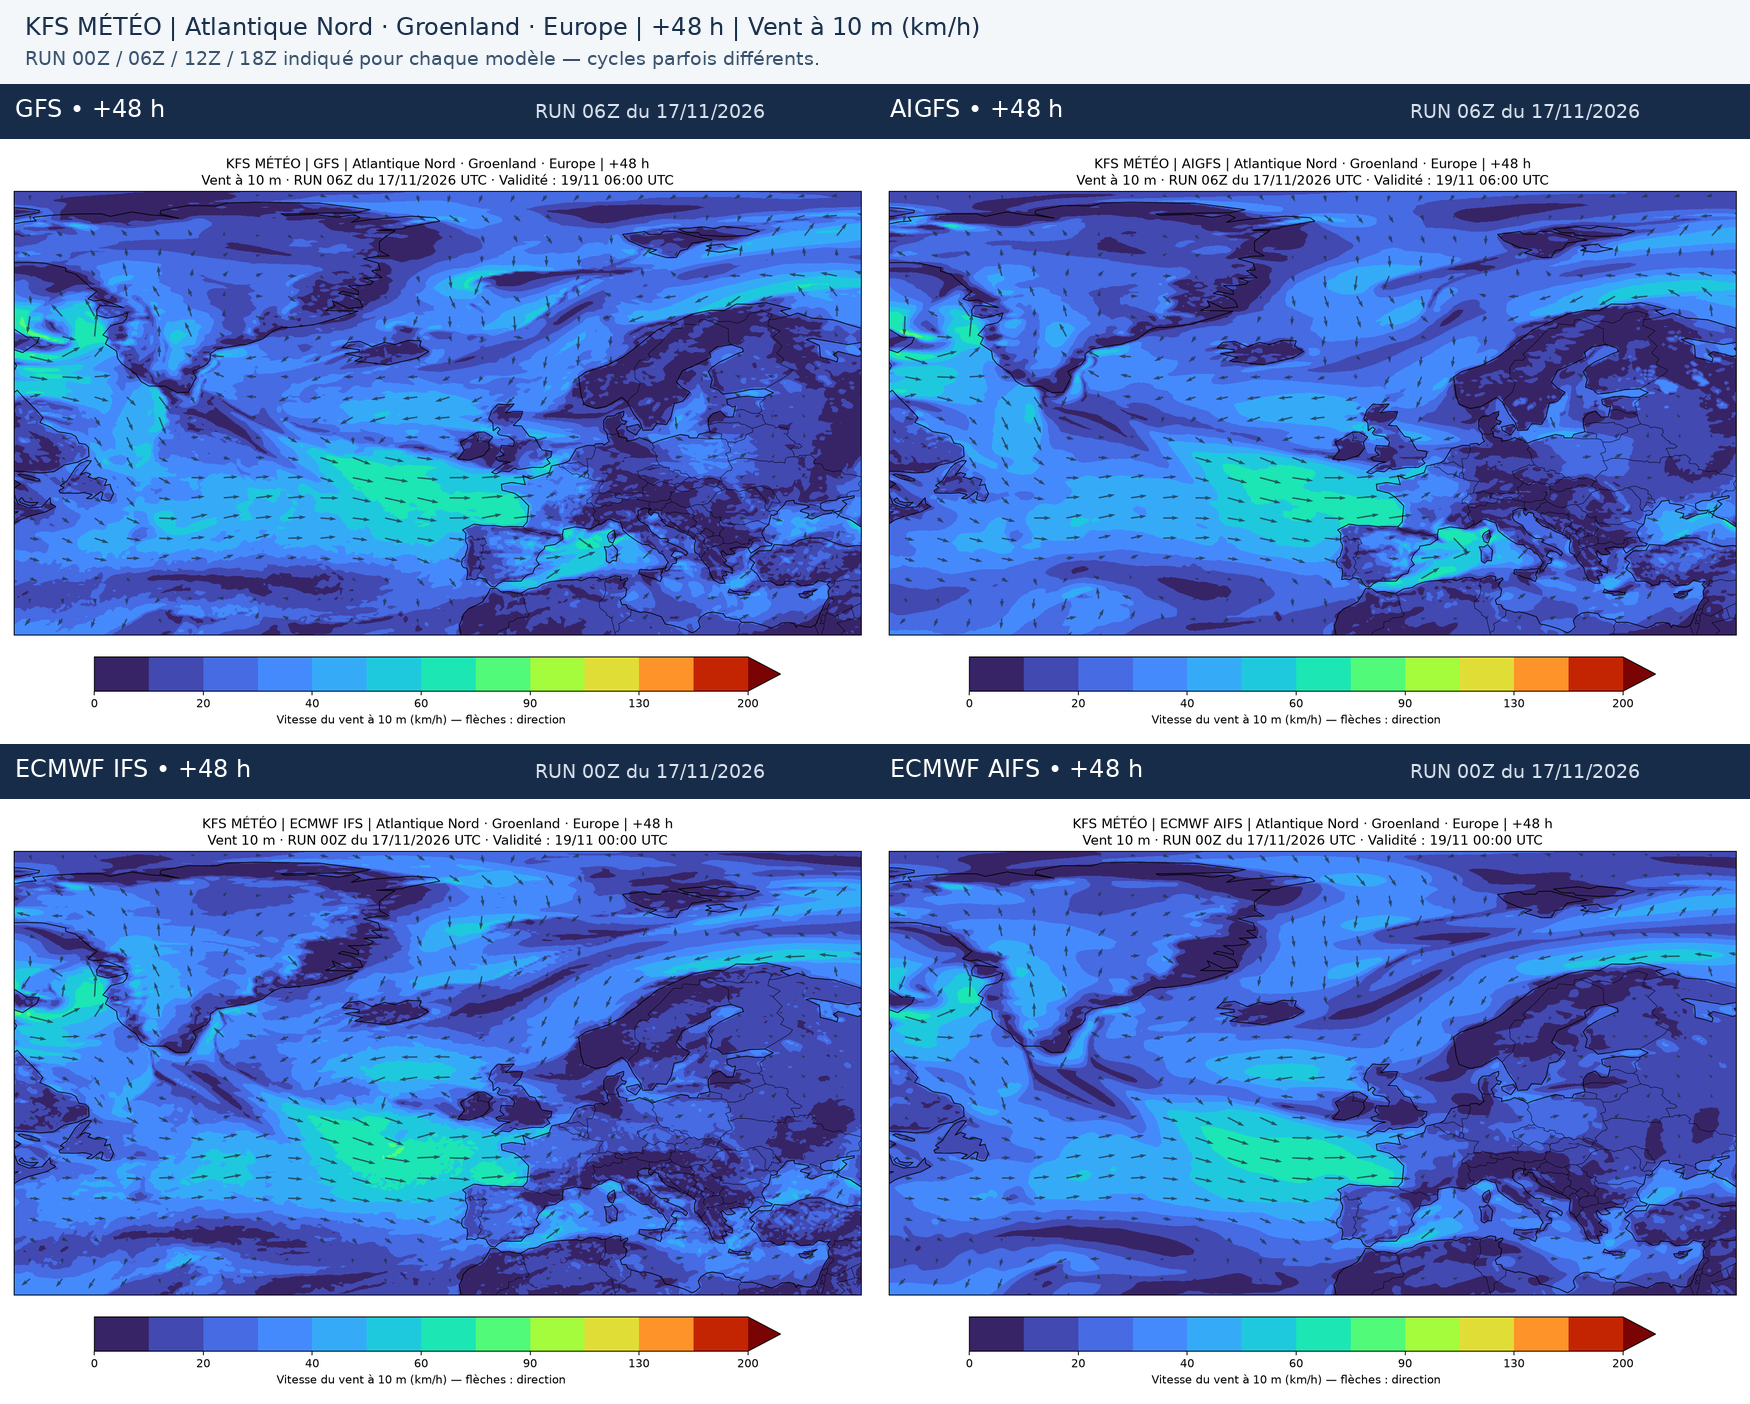 KFS MÉTÉO | Atlantique Nord · Groenland · Europe | +48 h | Vent à 10 m (km/h)
RUN 00Z / 06Z / 12Z / 18Z indiqué pour chaque modèle — cycles parfois différents.
GFS • +48 h
RUN 06Z du 17/11/2026
AIGFS • +48 h
RUN 06Z du 17/11/2026
KFS MÉTÉO | GFS | Atlantique Nord · Groenland · Europe | +48 h
Vent à 10 m · RUN 06Z du 17/11/2026 UTC · Validité : 19/11 06:00 UTC
KFS MÉTÉO | AIGFS | Atlantique Nord · Groenland · Europe | +48 h
Vent à 10 m · RUN 06Z du 17/11/2026 UTC · Validité : 19/11 06:00 UTC
0 20 40 60 90 130 200
Vitesse du vent à 10 m (km/h) — flèches : direction
0 20 40 60 90 130 200
Vitesse du vent à 10 m (km/h) — flèches : direction
ECMWF IFS • +48 h
RUN 00Z du 17/11/2026
ECMWF AIFS • +48 h
RUN 00Z du 17/11/2026
KFS MÉTÉO | ECMWF IFS | Atlantique Nord · Groenland · Europe | +48 h
Vent 10 m · RUN 00Z du 17/11/2026 UTC · Validité : 19/11 00:00 UTC
KFS MÉTÉO | ECMWF AIFS | Atlantique Nord · Groenland · Europe | +48 h
Vent 10 m · RUN 00Z du 17/11/2026 UTC · Validité : 19/11 00:00 UTC
0 20 40 60 90 130 200
Vitesse du vent à 10 m (km/h) — flèches : direction
0 20 40 60 90 130 200
Vitesse du vent à 10 m (km/h) — flèches : direction